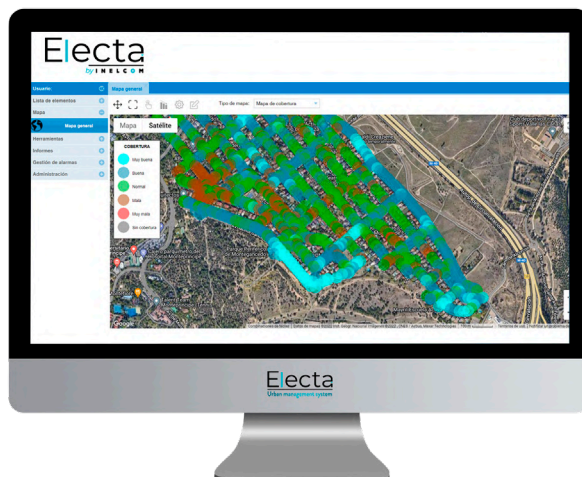 Electa
by INELCOM
Usuario
Mapa general
Lista de elementos
Mapa
Mapa general
Herramientas
Informes
Gestión de alarmas
Administración
Tipo de mapa: Mapa de cobertura
Mapa Satélite
COBERTURA
Muy buena
Buena
Normal
Mala
Muy mala
Sin cobertura
Google
Electa
Urban management system